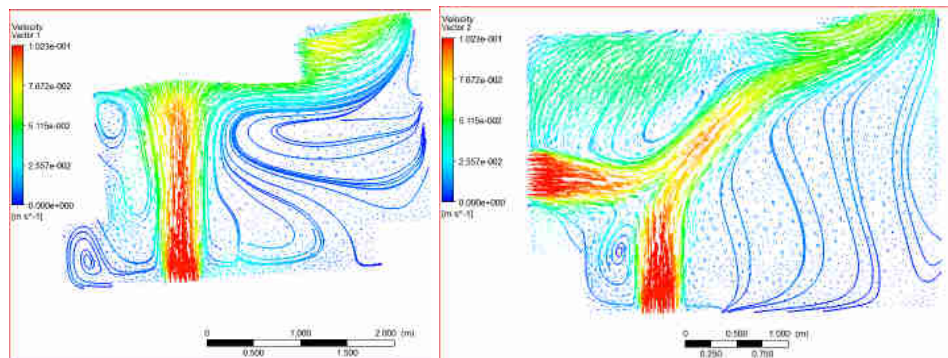 Velocity
Vector 1
1.023e-001
7.672e-002
5.115e-002
2.557e-002
0.000e+000
[m s^-1]
0
1.000
2.000 (m)
0.500
1.500
Velocity
Vector 2
1.023e-001
7.672e-002
5.115e-002
2.557e-002
0.000e+000
[m s^-1]
0
0.500
1.000 (m)
0.250
0.750